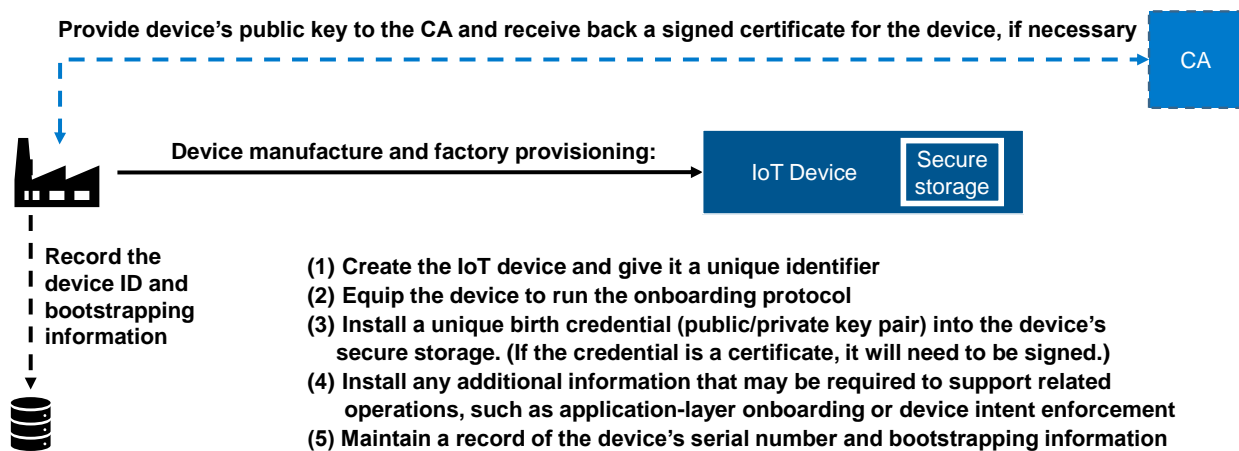 Provide device’s public key to the CA and receive back a signed certificate for the device, if necessary
CA
Device manufacture and factory provisioning:
IoT Device
Secure
storage
Record the
device ID and
bootstrapping
information
(1) Create the IoT device and give it a unique identifier
(2) Equip the device to run the onboarding protocol
(3) Install a unique birth credential (public/private key pair) into the device’s
secure storage. (If the credential is a certificate, it will need to be signed.)
(4) Install any additional information that may be required to support related
operations, such as application-layer onboarding or device intent enforcement
(5) Maintain a record of the device’s serial number and bootstrapping information